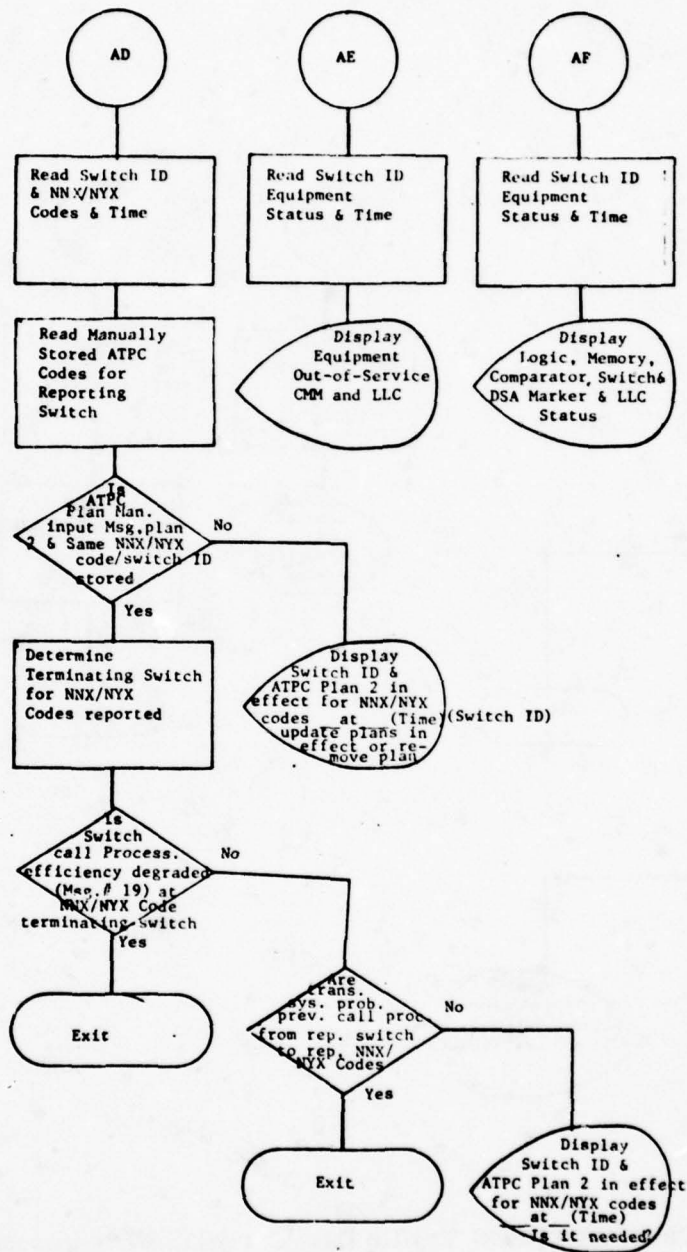 AD
AE
AF
Read Switch ID
& NNX/NYX
Codes & Time
Read Switch ID
Equipment
Status & Time
Read Switch ID
Equipment
Status & Time
Read Manually
Stored ATPC
Codes for
Reporting
Switch
Display
Equipment
Out-of-Service
CMM and LLC
Display
Logic, Memory,
Comparator, Switch&
DSA Marker & LLC
Status
Is
ATPC
Plan Man.
input Msg.plan
? & Same NNX/NYX
code/switch ID
stored
No
Yes
Determine
Terminating Switch
for NNX/NYX
Codes reported
Display
Switch ID &
ATPC Plan 2 in
effect for NNX/NYX
codes __at__(Time)(Switch ID)
update plans in
effect or re-
move plan
Is
Switch
call Process.
efficiency degraded
(Msg.# 19) at
NNX/NYX Code
terminating switch
No
Yes
Exit
Are
trans.
sys. prob.
prev. call proc.
from rep. switch
to rep. NNX/
NYX Codes
No
Yes
Exit
Display
Switch ID &
ATPC Plan 2 in effect
for NNX/NYX codes
__at__(Time)
Is it needed?